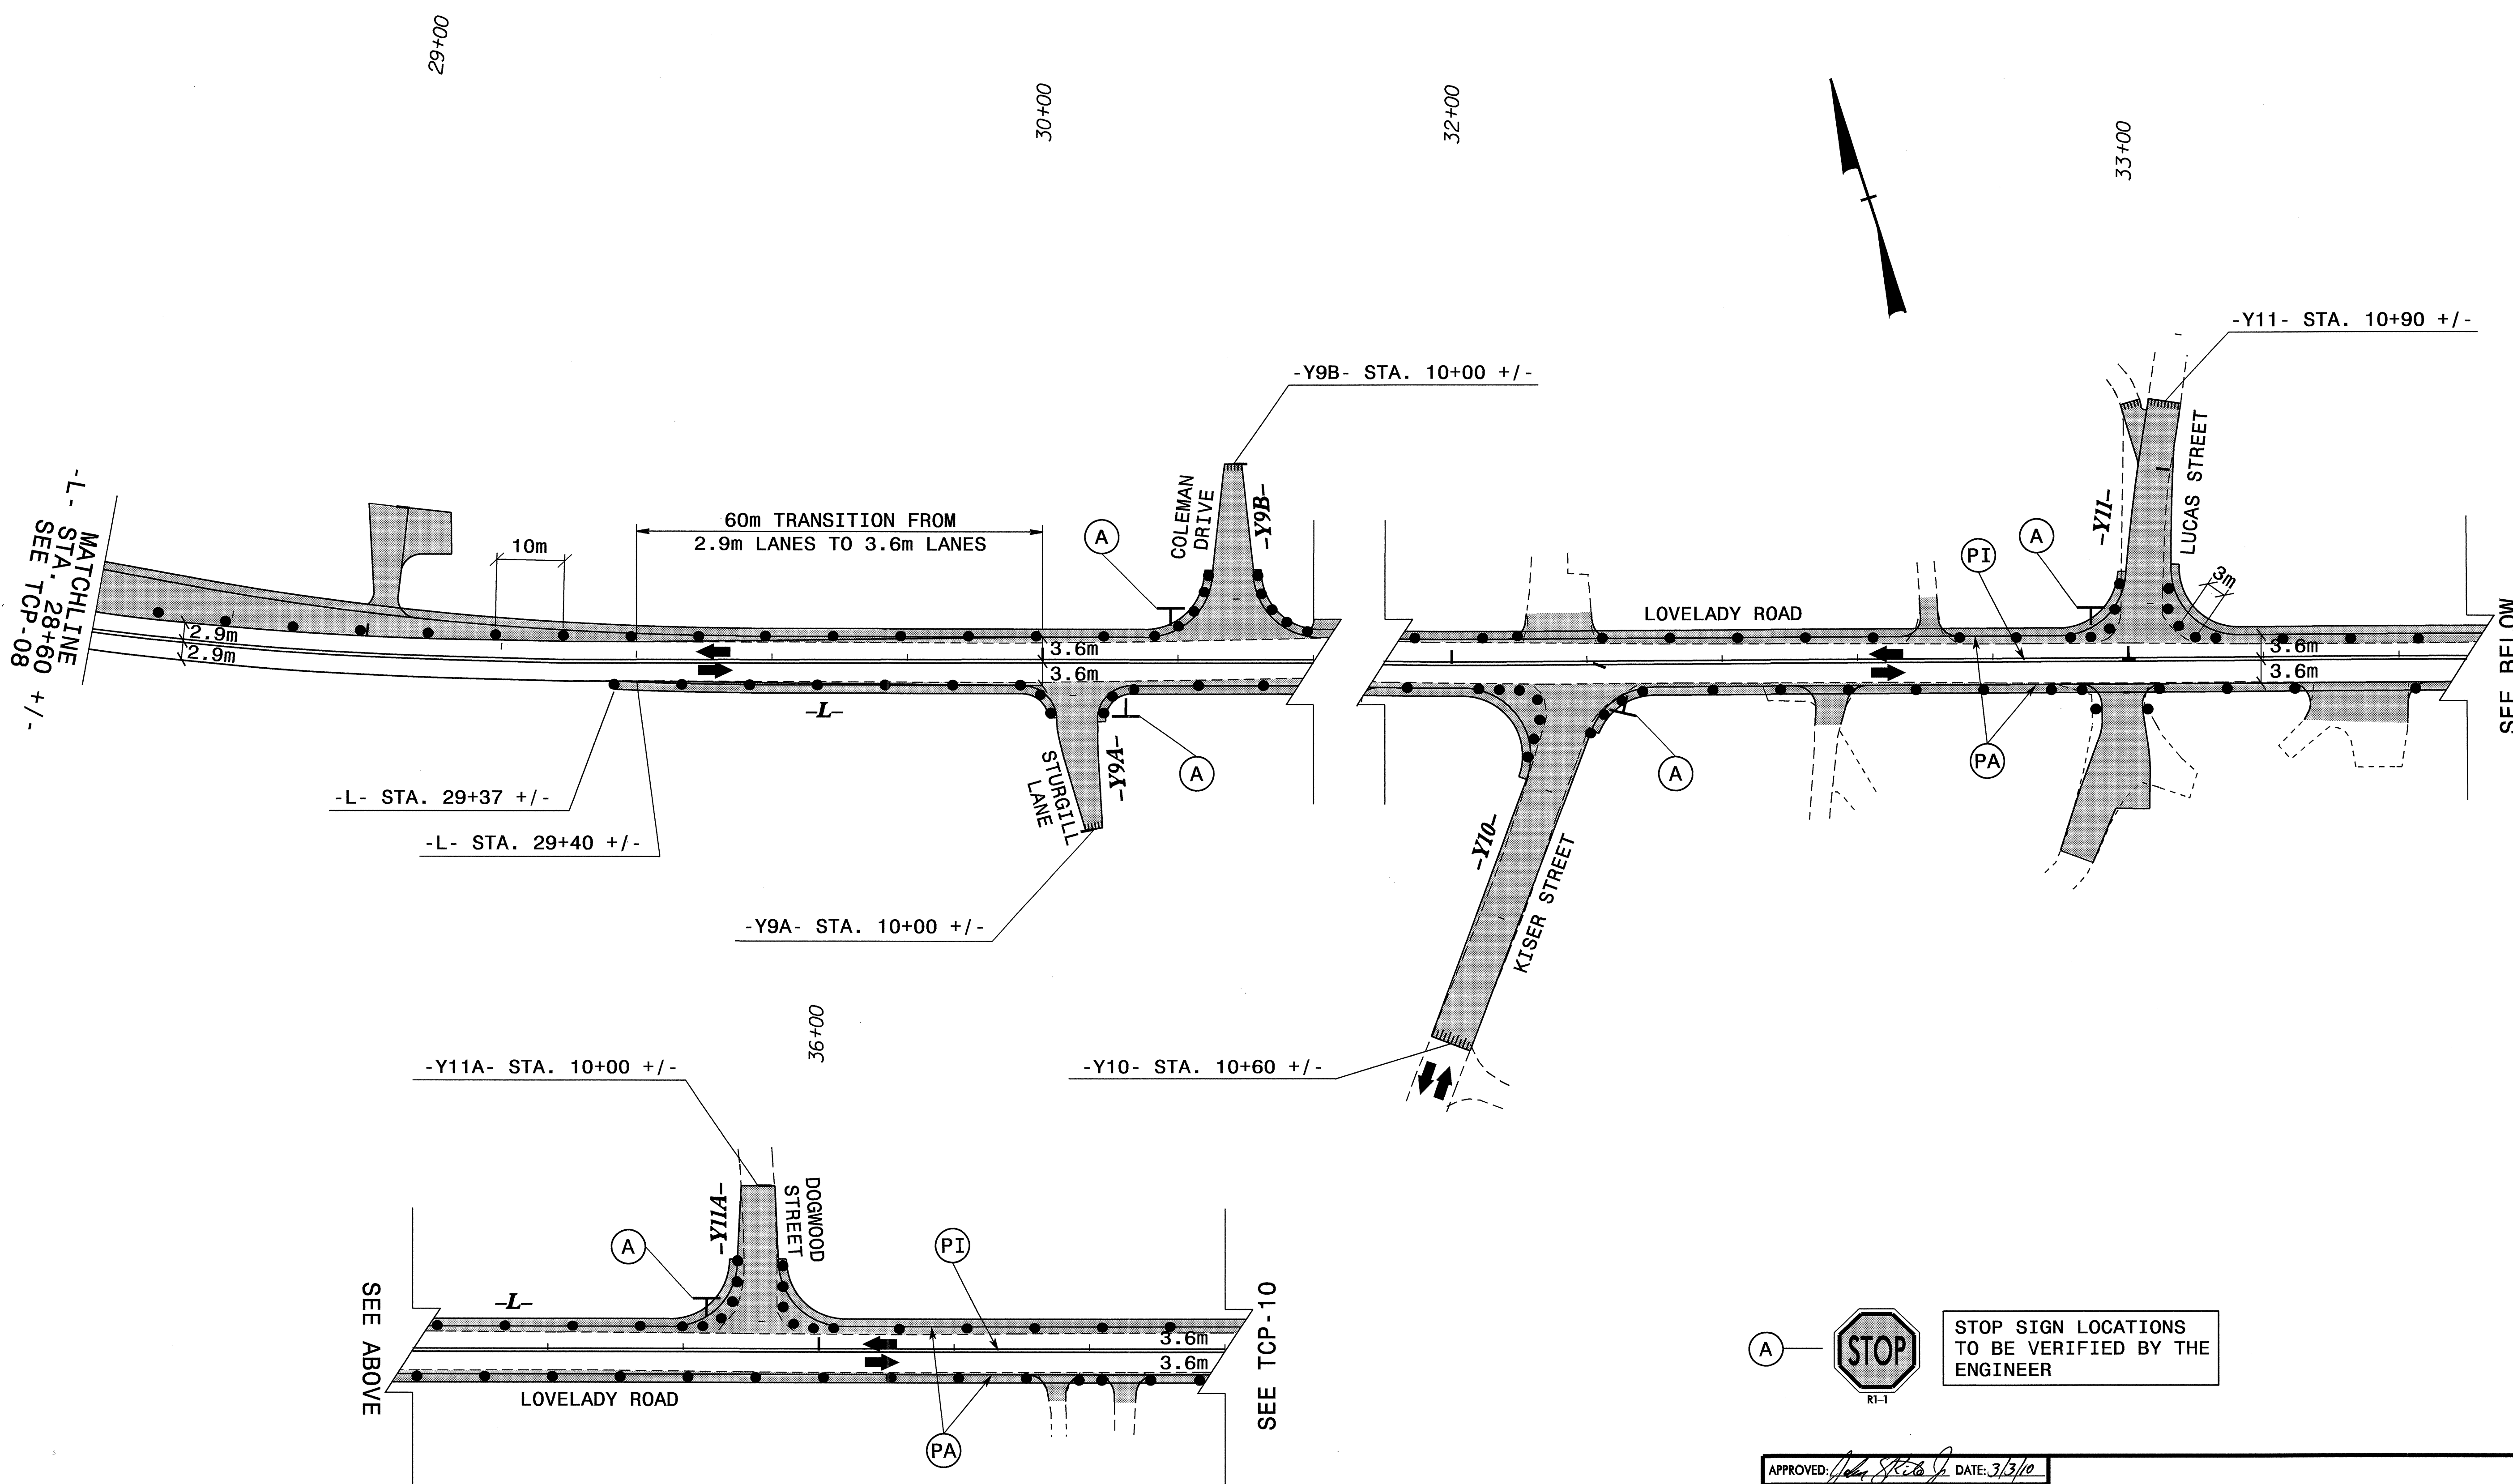 29+00
30+00
32+00
33+00
-Y11- STA. 10+90 +/-
-Y9B- STA. 10+00 +/-
MATCHLINE
-L- STA. 28+60 +/-
SEE TCP-08
10m
60m TRANSITION FROM
2.9m LANES TO 3.6m LANES
A
COLEMAN
DRIVE
-Y9B-
PI
A
-Y11-
LUCAS STREET
3m
LOVELADY ROAD
2.9m
2.9m
3.6m
3.6m
3.6m
3.6m
SEE BELOW
-L-
STURGILL
LANE
-Y9A-
A
A
PA
-L- STA. 29+37 +/-
-L- STA. 29+40 +/-
-Y9A- STA. 10+00 +/-
-Y10-
KISER STREET
36+00
-Y11A- STA. 10+00 +/-
-Y10- STA. 10+60 +/-
A
-Y11A-
DOGWOOD
STREET
PI
SEE ABOVE
-L-
3.6m
3.6m
LOVELADY ROAD
PA
SEE TCP-10
A
STOP
R1-1
STOP SIGN LOCATIONS
TO BE VERIFIED BY THE
ENGINEER
APPROVED: DATE: 3/3/10